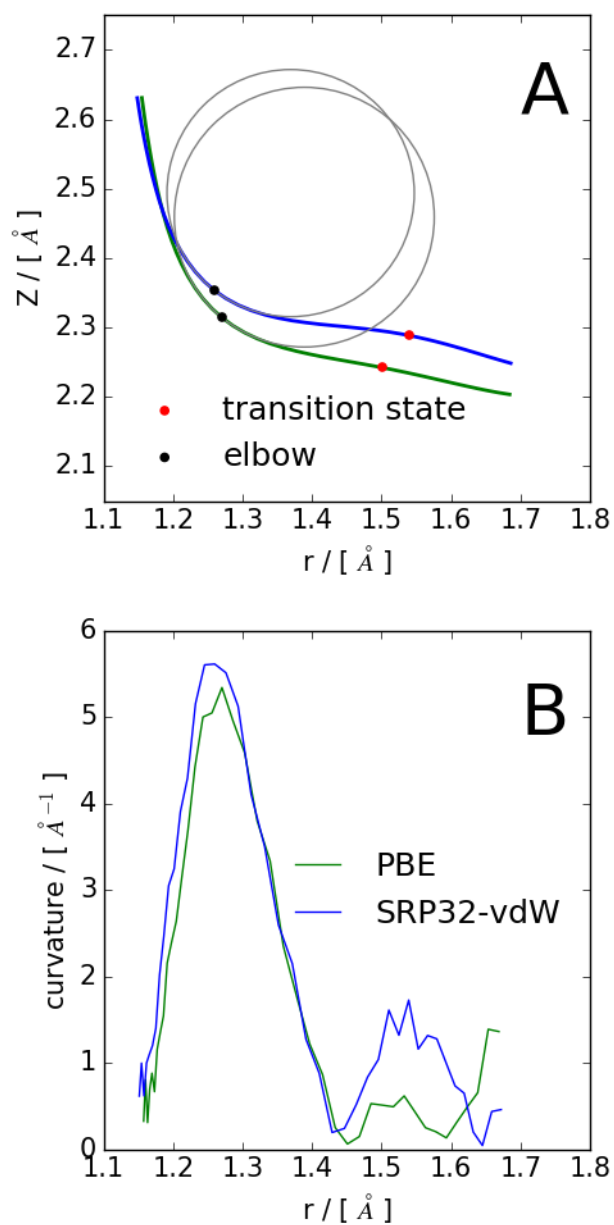 A
2.7
2.6
2.5
2.4
2.3
2.2
2.1
Z / [ Å ]
transition state
elbow
1.1 1.2 1.3 1.4 1.5 1.6 1.7 1.8
r / [ Å ]
B
6
5
4
3
2
1
0
curvature / [ Å⁻¹ ]
PBE
SRP32-vdW
1.1 1.2 1.3 1.4 1.5 1.6 1.7 1.8
r / [ Å ]